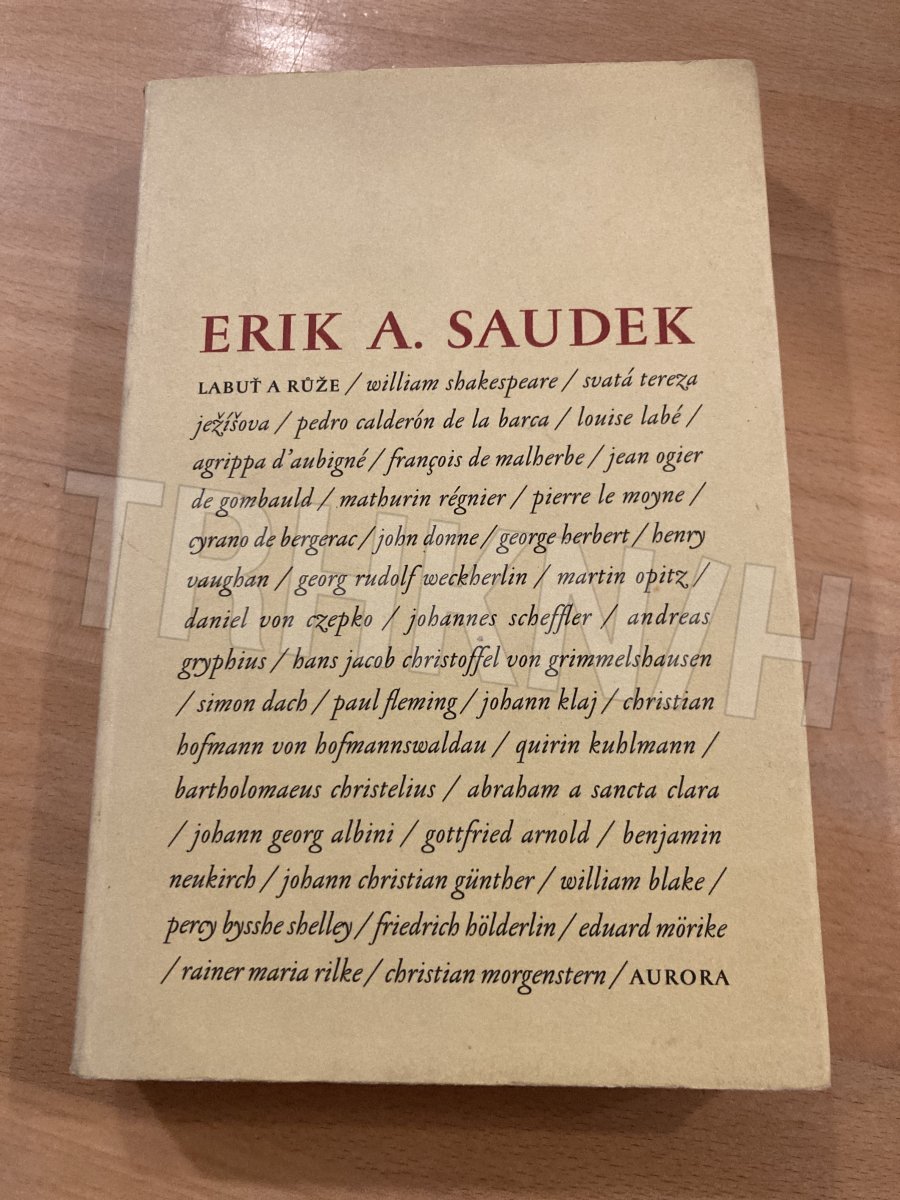 ERIK A. SAUDEK
LABUŤ A RŮŽE / william shakespeare / svatá tereza
ježíšova / pedro calderón de la barca / louise labé /
agrippa d'aubigné / françois de malherbe / jean ogier
de gombauld / mathurin régnier / pierre le moyne /
cyrano de bergerac / john donne / george herbert / henry
vaughan / georg rudolf weckherlin / martin opitz /
daniel von czepko / johannes scheffler / andreas
gryphius / hans jacob christoffel von grimmelshausen
/ simon dach / paul fleming / johann klaj / christian
hofmann von hofmannswaldau / quirin kuhlmann /
bartholomaeus christelius / abraham a sancta clara
/ johann georg albini / gottfried arnold / benjamin
neukirch / johann christian günther / william blake /
percy bysshe shelley / friedrich hölderlin / eduard mörike
/ rainer maria rilke / christian morgenstern / AURORA
TRHKNIH